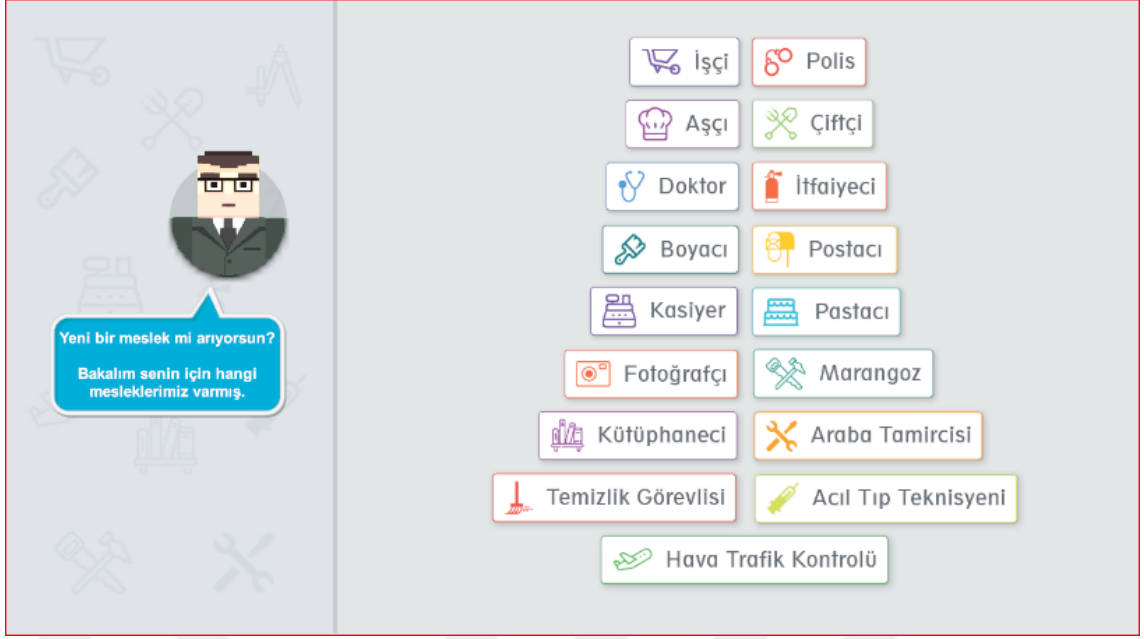 Yeni bir meslek mi arıyorsun?
Bakalım senin için hangi
mesleklerimiz varmış.
İşçi
Polis
Aşçı
Çiftçi
Doktor
İtfaiyeci
Boyacı
Postacı
Kasiyer
Pastacı
Fotoğrafçı
Marangoz
Kütüphaneci
Araba Tamircisi
Temizlik Görevlisi
Acıl Tıp Teknisyeni
Hava Trafik Kontrolü